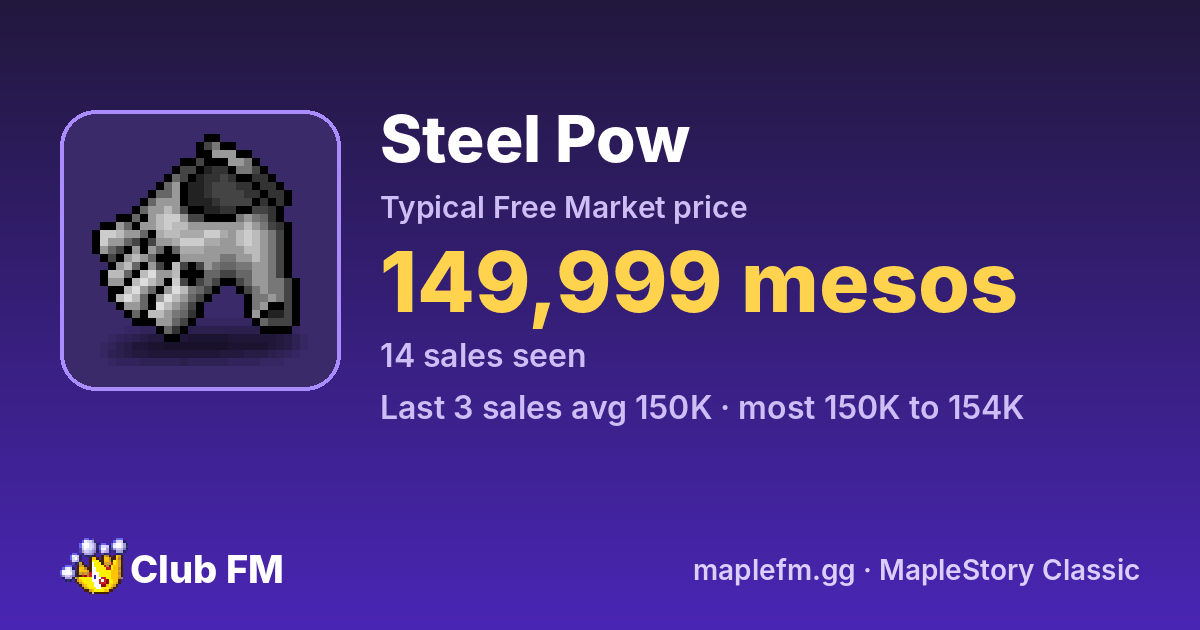 Steel Pow
Typical Free Market price
149,999 mesos
14 sales seen
Last 3 sales avg 150K · most 150K to 154K
Club FM
maplefm.gg · MapleStory Classic